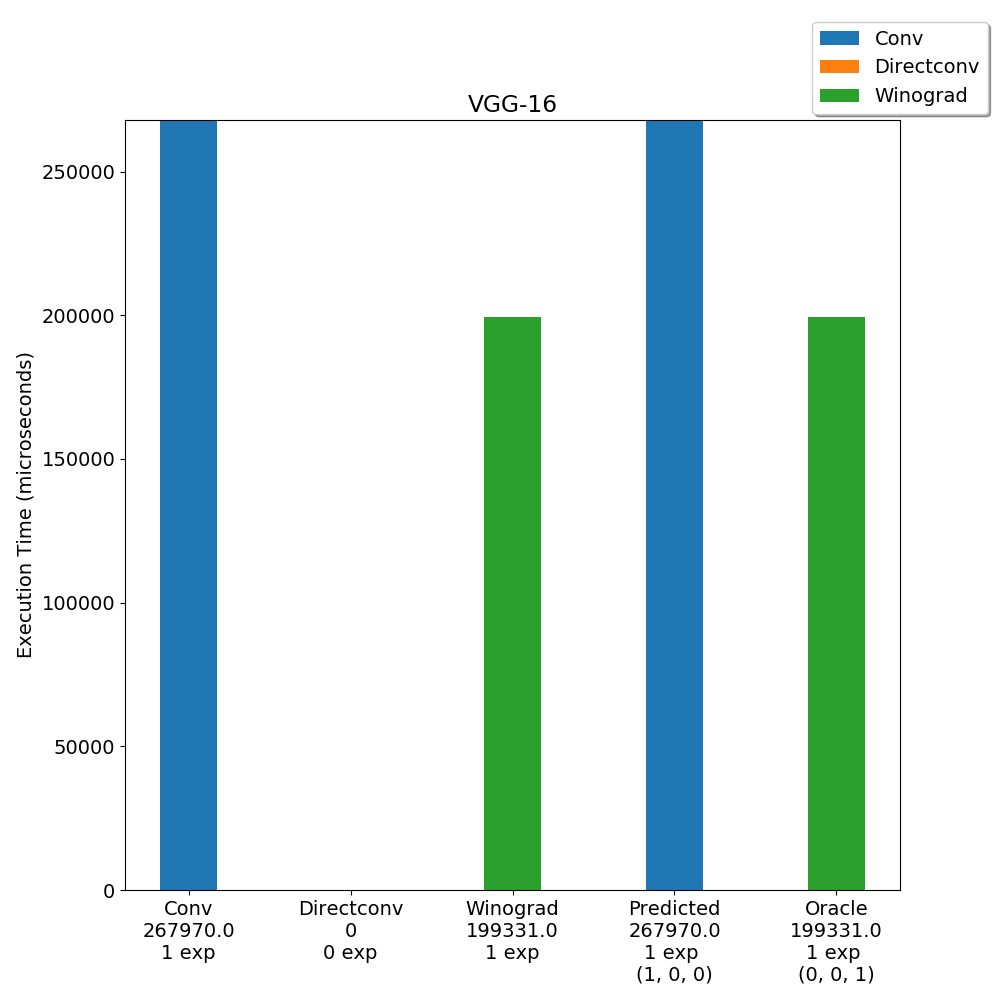 Conv
Directconv
Winograd
VGG-16
Execution Time (microseconds)
250000
200000
150000
100000
50000
0
Conv
267970.0
1 exp
Directconv
0
0 exp
Winograd
199331.0
1 exp
Predicted
267970.0
1 exp
(1, 0, 0)
Oracle
199331.0
1 exp
(0, 0, 1)